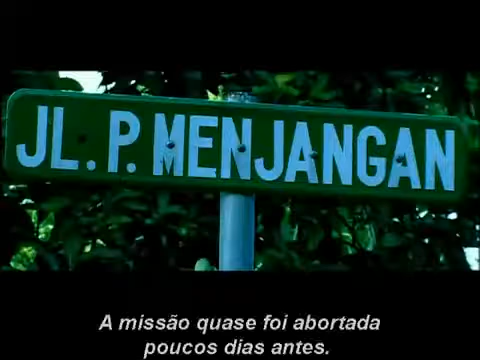 JL. P. MENJANGAN
A missão quase foi abortada
poucos dias antes.